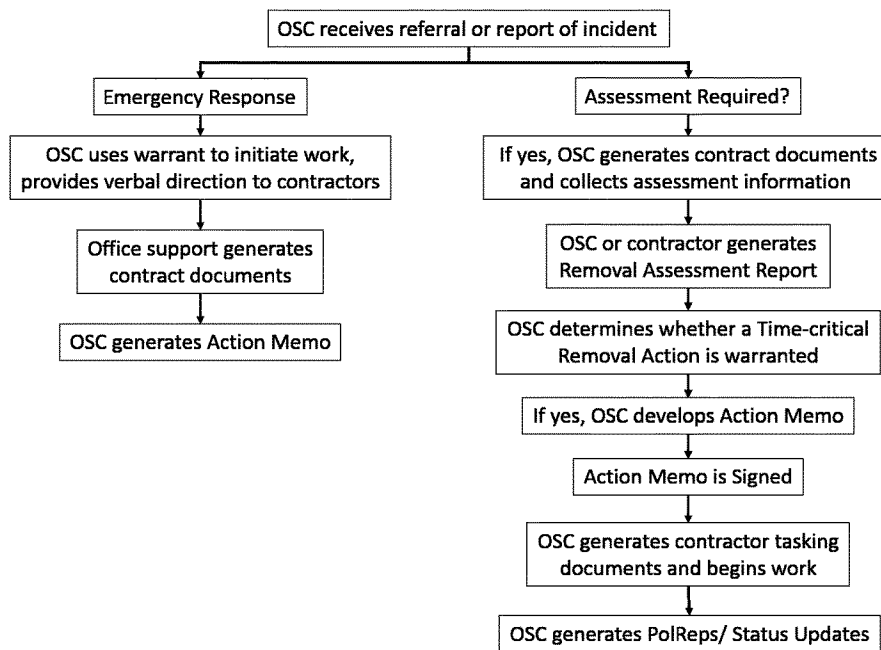 OSC receives referral or report of incident
Emergency Response
OSC uses warrant to initiate work,
provides verbal direction to contractors
Office support generates
contract documents
OSC generates Action Memo
Assessment Required?
If yes, OSC generates contract documents
and collects assessment information
OSC or contractor generates
Removal Assessment Report
OSC determines whether a Time-critical
Removal Action is warranted
If yes, OSC develops Action Memo
Action Memo is Signed
OSC generates contractor tasking
documents and begins work
OSC generates PolReps/ Status Updates